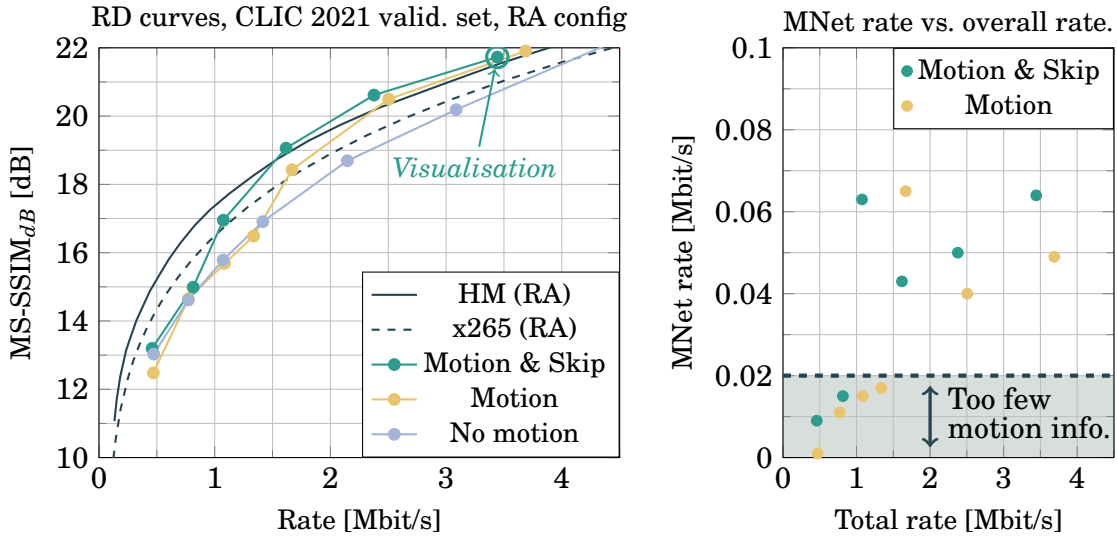 RD curves, CLIC 2021 valid. set, RA config
22
20
18
16
14
12
10
MS-SSIM_dB [dB]
Visualisation
HM (RA)
x265 (RA)
Motion & Skip
Motion
No motion
0 1 2 3 4
Rate [Mbit/s]
MNet rate vs. overall rate.
0.1
0.08
0.06
0.04
0.02
0
MNet rate [Mbit/s]
Motion & Skip
Motion
Too few
motion info.
0 1 2 3 4
Total rate [Mbit/s]